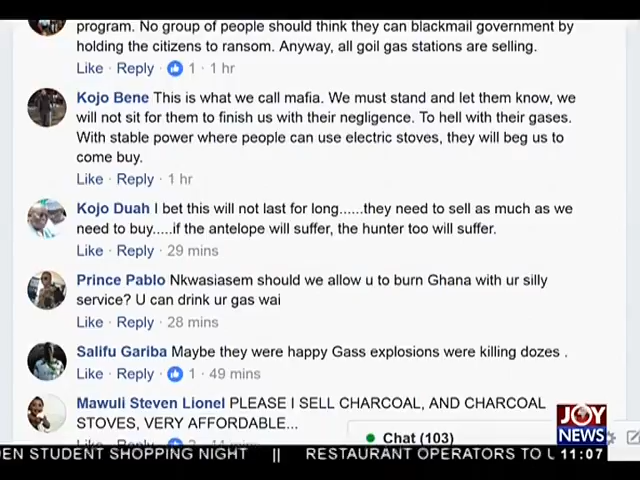 program. No group of people should think they can blackmail government by
holding the citizens to ransom. Anyway, all goil gas stations are selling.
Like · Reply · 1 · 1 hr
Kojo Bene This is what we call mafia. We must stand and let them know, we
will not sit for them to finish us with their negligence. To hell with their gases.
With stable power where people can use electric stoves, they will beg us to
come buy.
Like · Reply · 1 hr
Kojo Duah I bet this will not last for long......they need to sell as much as we
need to buy.....if the antelope will suffer, the hunter too will suffer.
Like · Reply · 29 mins
Prince Pablo Nkwasiasem should we allow u to burn Ghana with ur silly
service? U can drink ur gas wai
Like · Reply · 28 mins
Salifu Gariba Maybe they were happy Gass explosions were killing dozes .
Like · Reply · 1 · 49 mins
Mawuli Steven Lionel PLEASE I SELL CHARCOAL, AND CHARCOAL
STOVES, VERY AFFORDABLE...
Like · Reply
Chat (103)
JOY
NEWS
EN STUDENT SHOPPING NIGHT || RESTAURANT OPERATORS TO
11:07